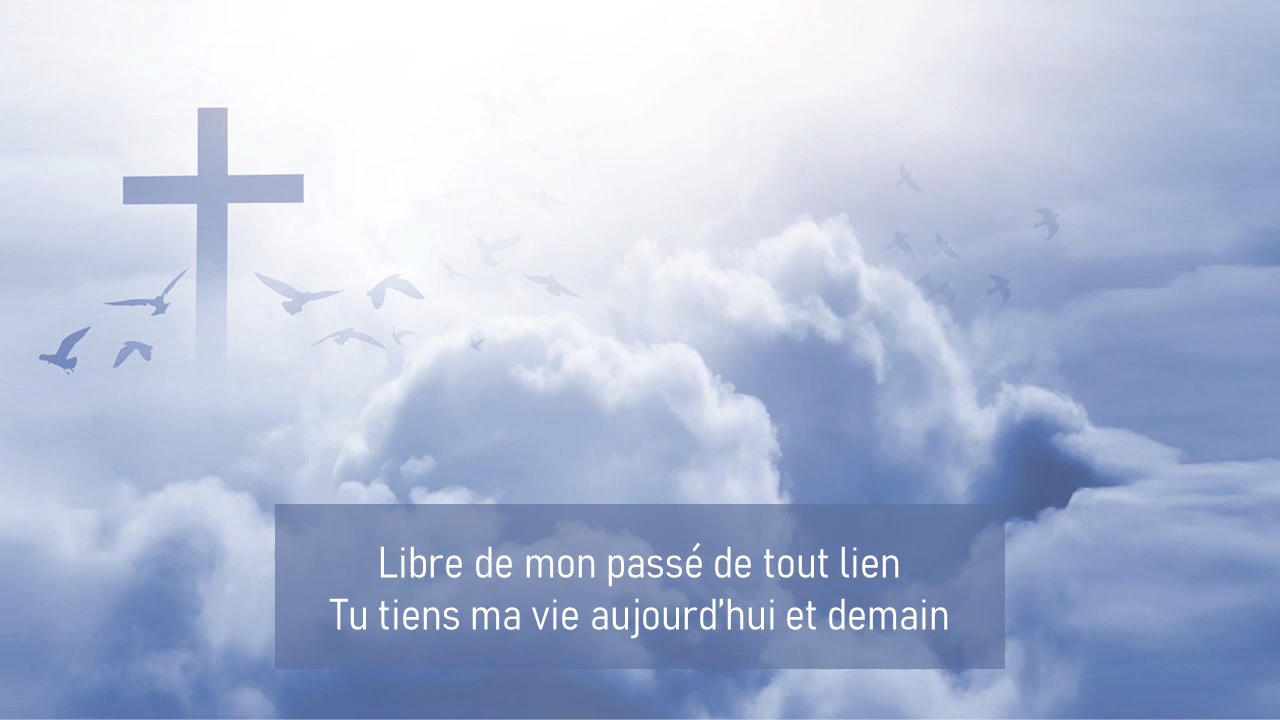 Libre de mon passé de tout lien
Tu tiens ma vie aujourd’hui et demain